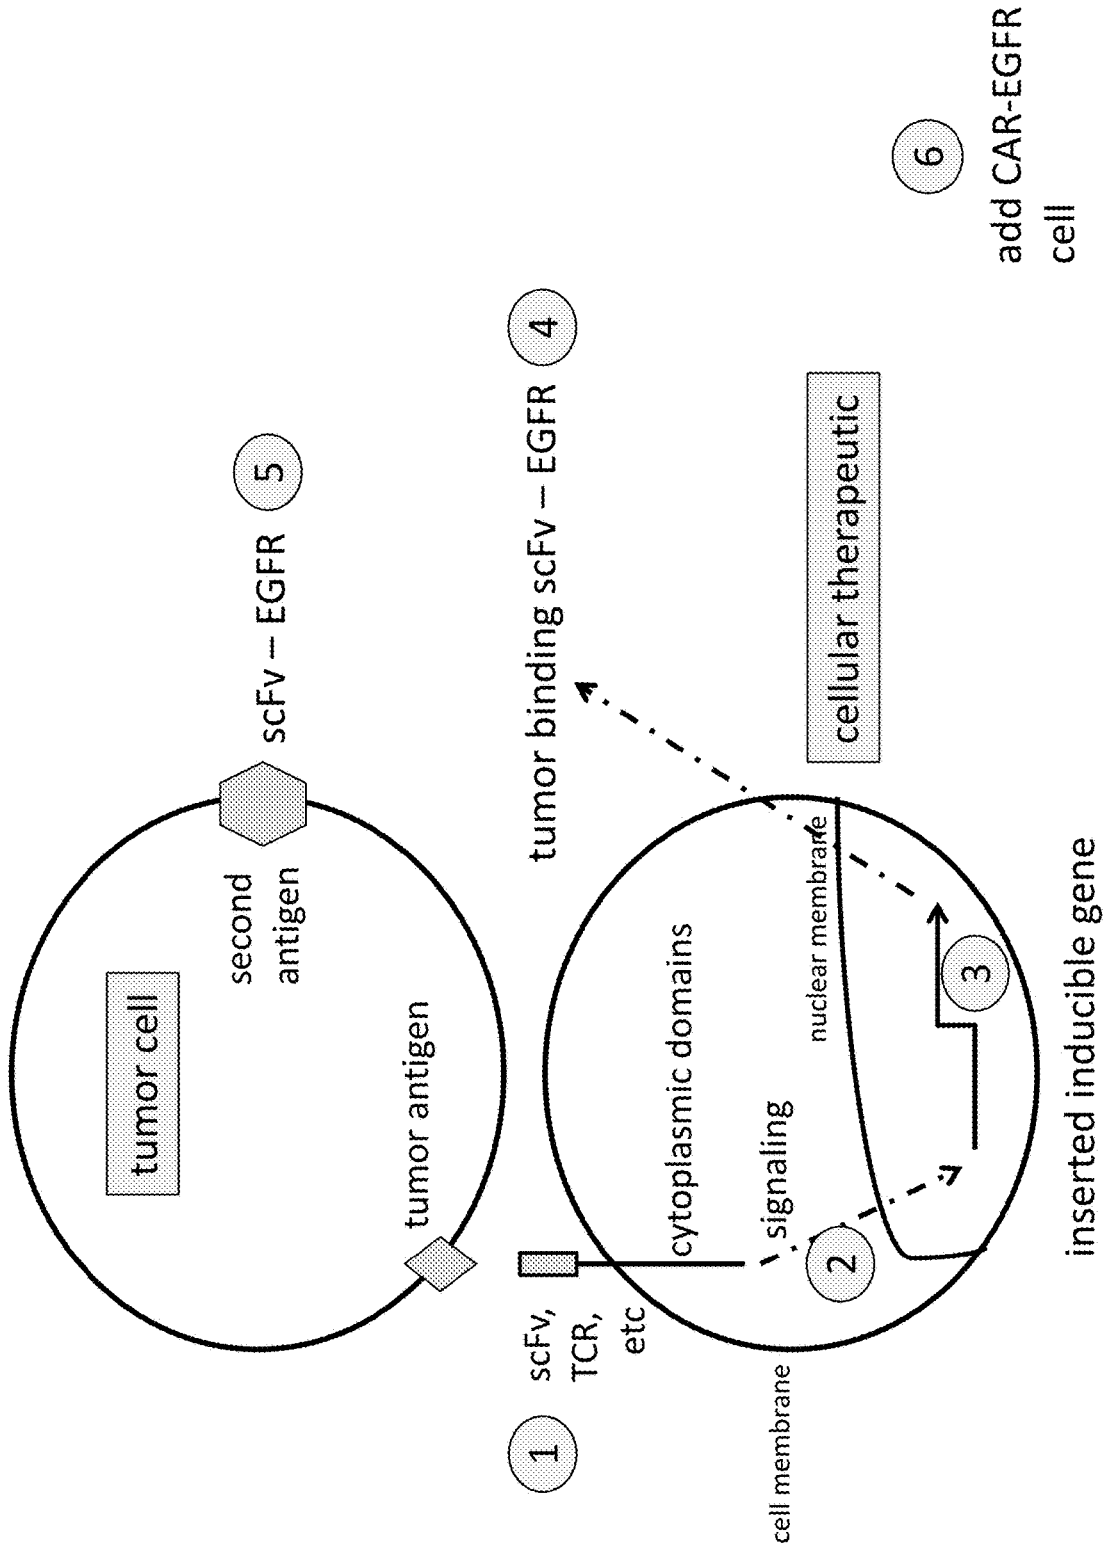 tumor cell
second
antigen
scFv – EGFR
5
tumor antigen
1
scFv,
TCR,
etc
tumor binding scFv – EGFR
4
cytoplasmic domains
signaling
cell membrane
2
nuclear membrane
cellular therapeutic
3
inserted inducible gene
6
add CAR-EGFR
cell